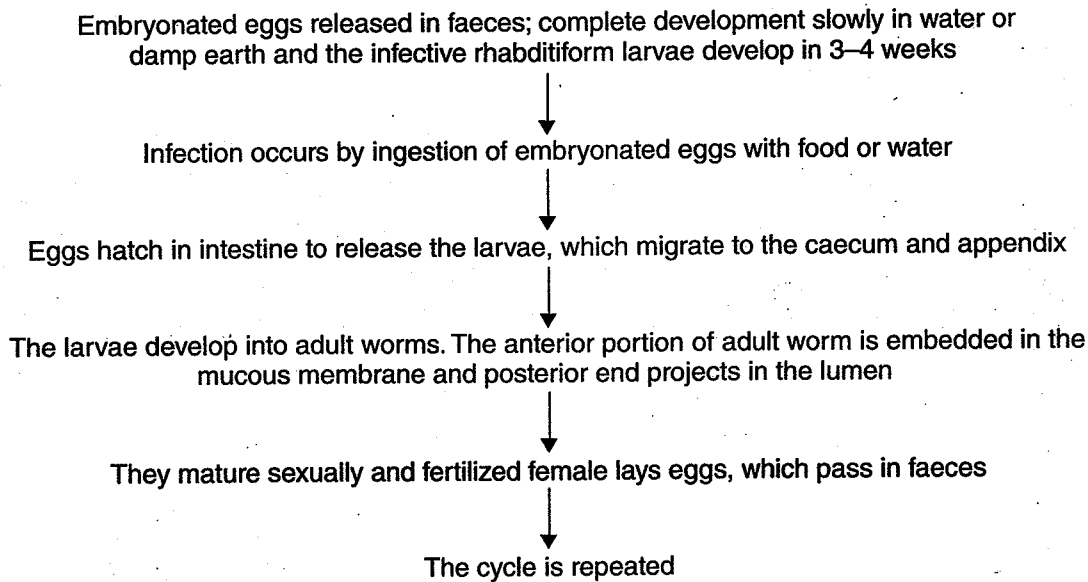 Embryonated eggs released in faeces; complete development slowly in water or
damp earth and the infective rhabditiform larvae develop in 3–4 weeks
Infection occurs by ingestion of embryonated eggs with food or water
Eggs hatch in intestine to release the larvae, which migrate to the caecum and appendix
The larvae develop into adult worms. The anterior portion of adult worm is embedded in the
mucous membrane and posterior end projects in the lumen
They mature sexually and fertilized female lays eggs, which pass in faeces
The cycle is repeated